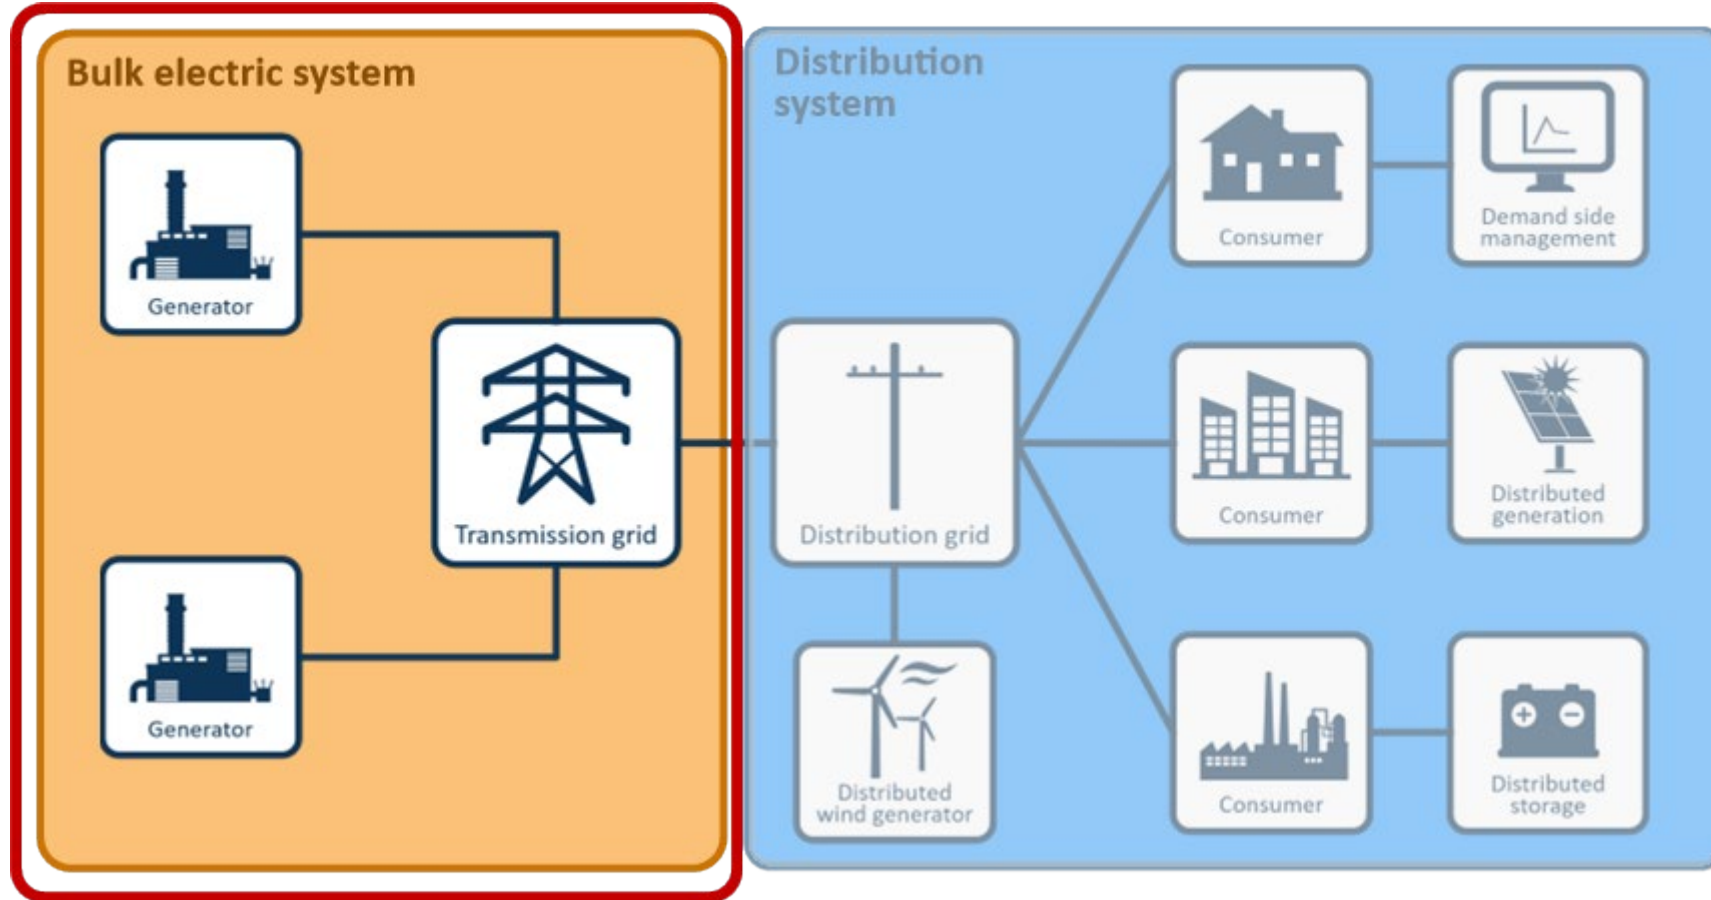 Bulk electric system
Generator
Transmission grid
Generator
Distribution
system
Distribution grid
Distributed
wind generator
Consumer
Demand side
management
Consumer
Distributed
generation
Consumer
Distributed
storage